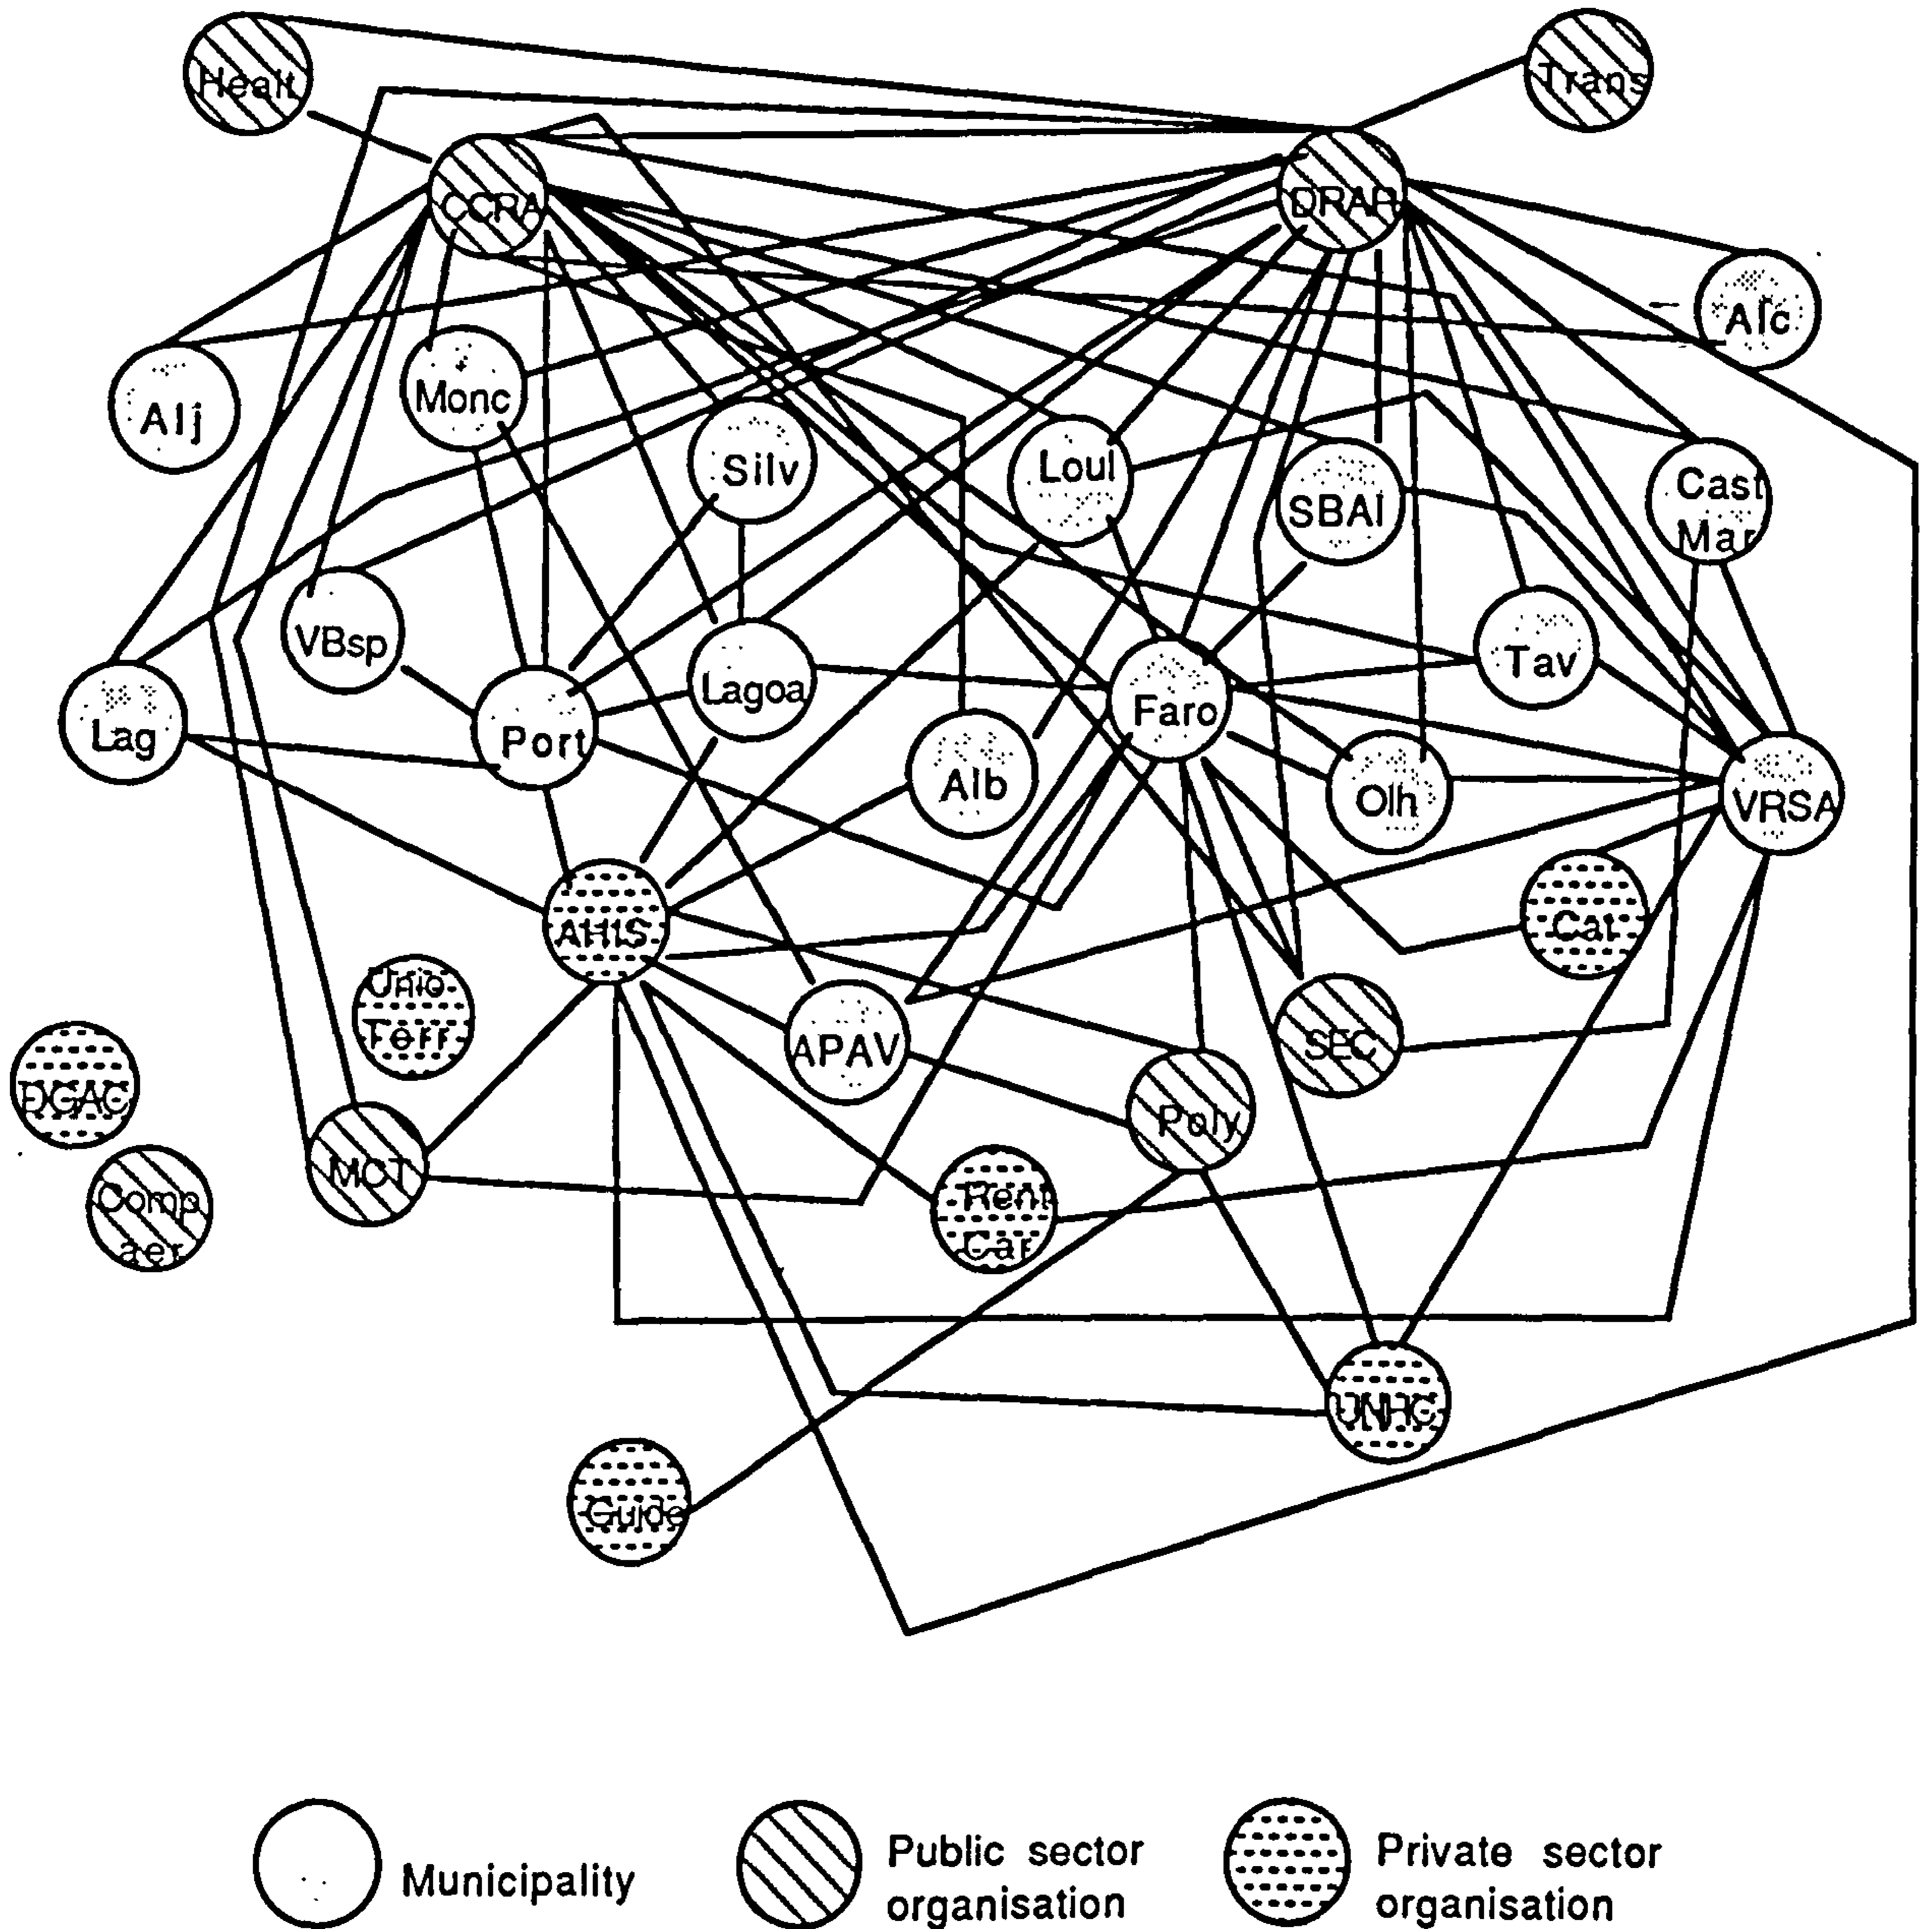 Healt
Trans
CCRA
DRAR
Alc
Alj
Monc
Silv
Loul
SBAl
Cast
Mar
VBsp
Tav
Lag
Port
Lagoa
Faro
Alb
Olh
VRSA
AHIS
Cat
Unio
Terr
APAV
SEC
DGAC
Poly
MCT
Comp
aer
Rent
Car
UNHC
Guide
Municipality
Public sector
organisation
Private sector
organisation